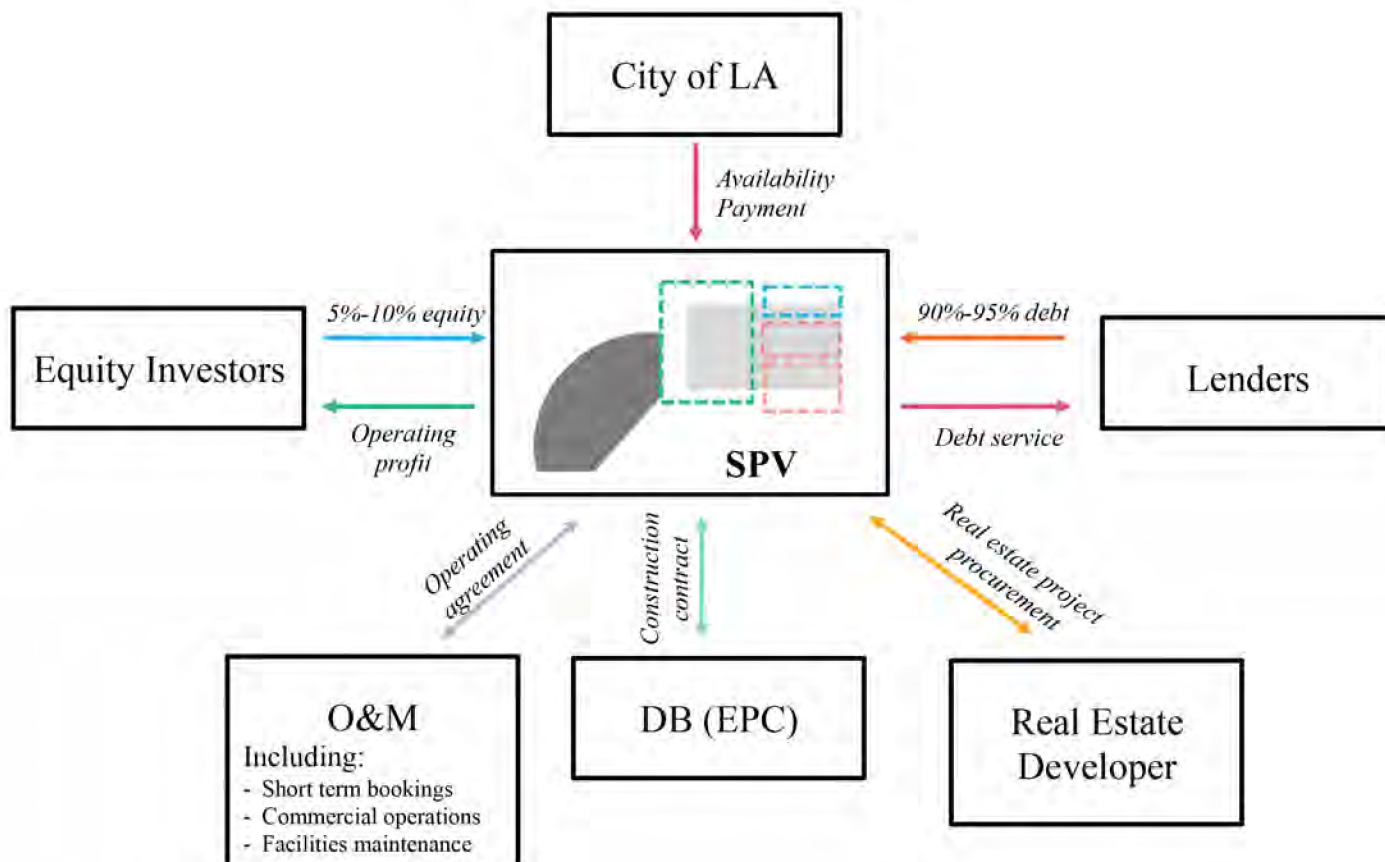 City of LA
Availability
Payment
5%-10% equity
90%-95% debt
Equity Investors
Lenders
Operating
profit
Debt service
SPV
Operating
agreement
Construction
contract
Real estate project
procurement
O&M
Including:
- Short term bookings
- Commercial operations
- Facilities maintenance
DB (EPC)
Real Estate
Developer